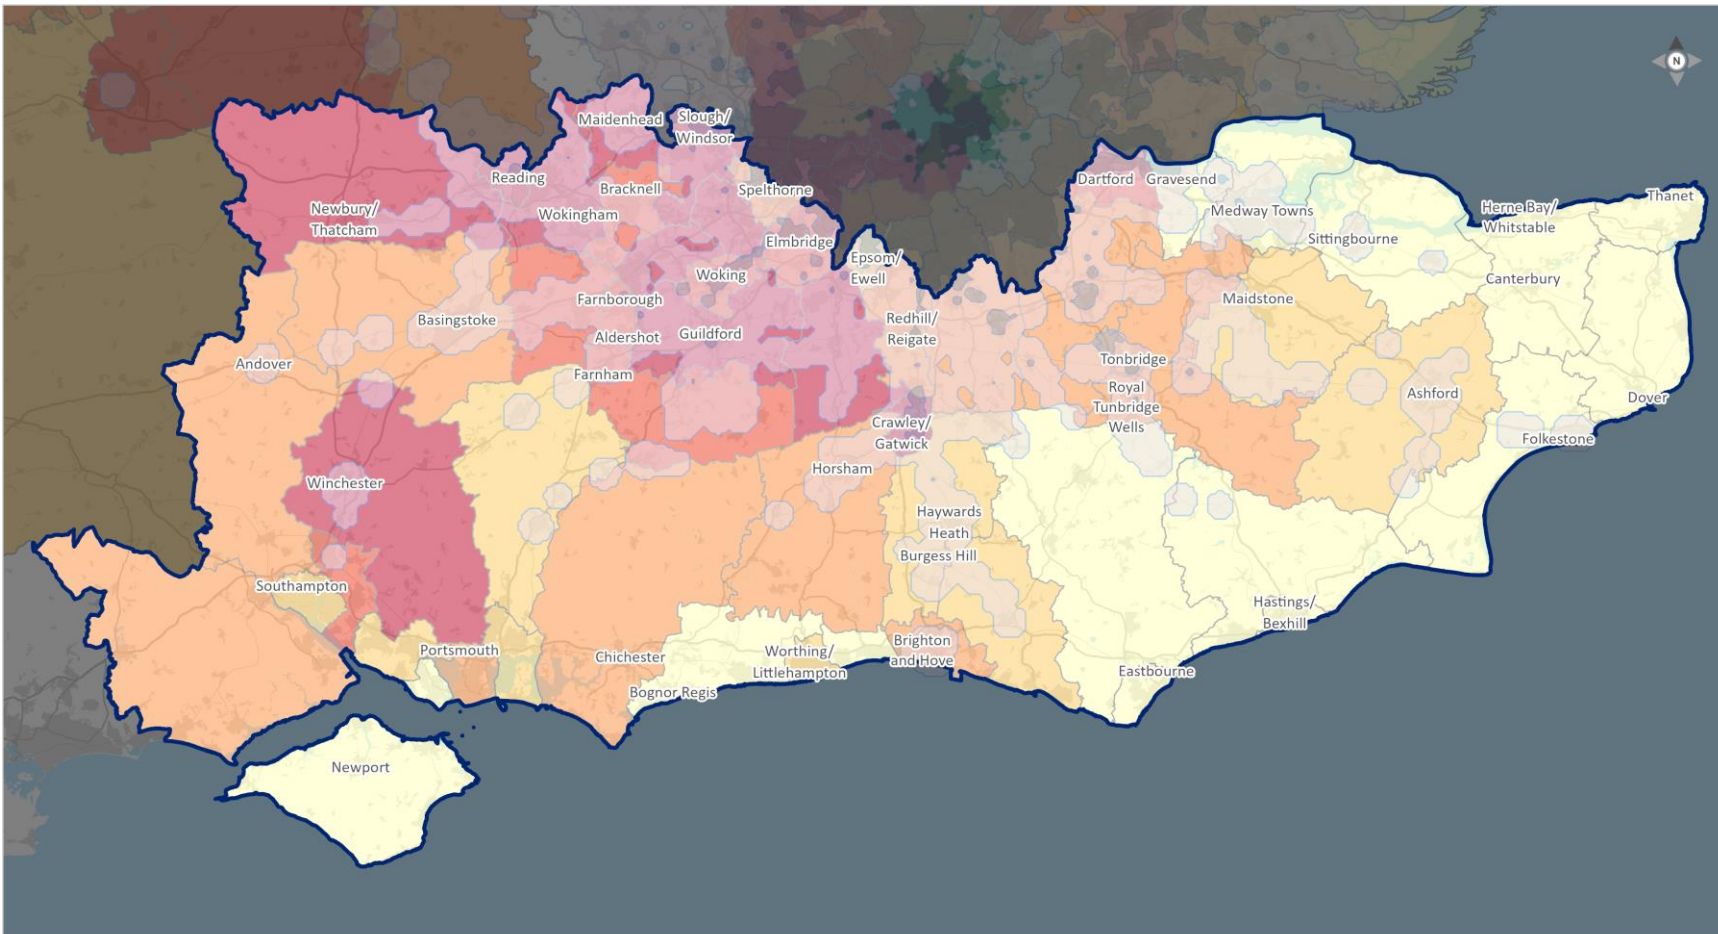 N
Maidenhead
Slough/
Windsor
Reading
Bracknell
Spelthorne
Dartford
Gravesend
Thanet
Newbury/
Thatcham
Wokingham
Medway Towns
Herne Bay/
Whitstable
Elmbridge
Sittingbourne
Epsom/
Ewell
Woking
Canterbury
Farnborough
Maidstone
Basingstoke
Redhill/
Reigate
Aldershot
Guildford
Andover
Farnham
Tonbridge
Royal
Tunbridge
Wells
Ashford
Dover
Crawley/
Gatwick
Folkestone
Winchester
Horsham
Haywards
Heath
Burgess Hill
Southampton
Hastings/
Bexhill
Portsmouth
Chichester
Worthing/
Littlehampton
Brighton
and Hove
Eastbourne
Bognor Regis
Newport